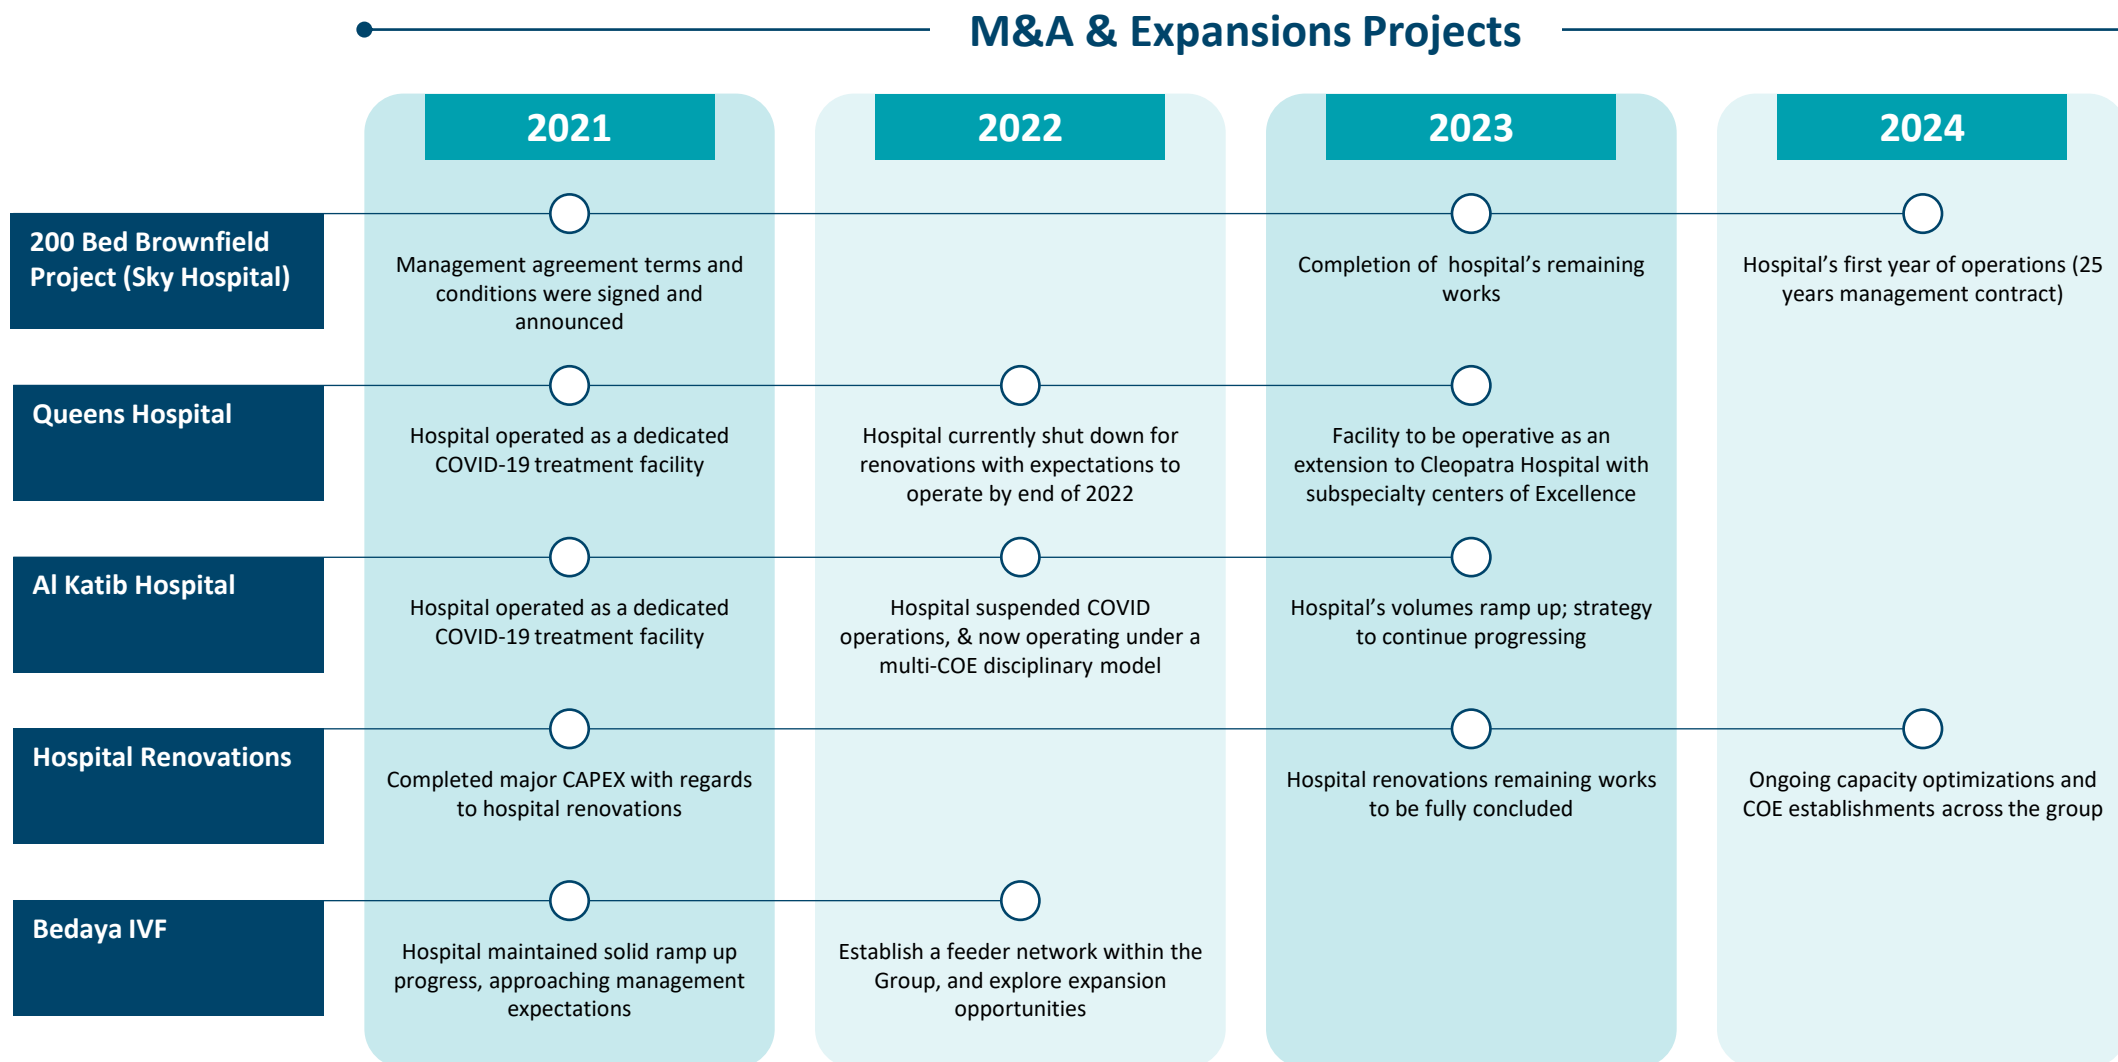 M&A & Expansions Projects
2021
2022
2023
2024
200 Bed Brownfield
Project (Sky Hospital)
Management agreement terms and
conditions were signed and
announced
Completion of hospital's remaining
works
Hospital's first year of operations (25
years management contract)
Queens Hospital
Hospital operated as a dedicated
COVID-19 treatment facility
Hospital currently shut down for
renovations with expectations to
operate by end of 2022
Facility to be operative as an
extension to Cleopatra Hospital with
subspecialty centers of Excellence
Al Katib Hospital
Hospital operated as a dedicated
COVID-19 treatment facility
Hospital suspended COVID
operations, & now operating under a
multi-COE disciplinary model
Hospital's volumes ramp up; strategy
to continue progressing
Hospital Renovations
Completed major CAPEX with regards
to hospital renovations
Hospital renovations remaining works
to be fully concluded
Ongoing capacity optimizations and
COE establishments across the group
Bedaya IVF
Hospital maintained solid ramp up
progress, approaching management
expectations
Establish a feeder network within the
Group, and explore expansion
opportunities